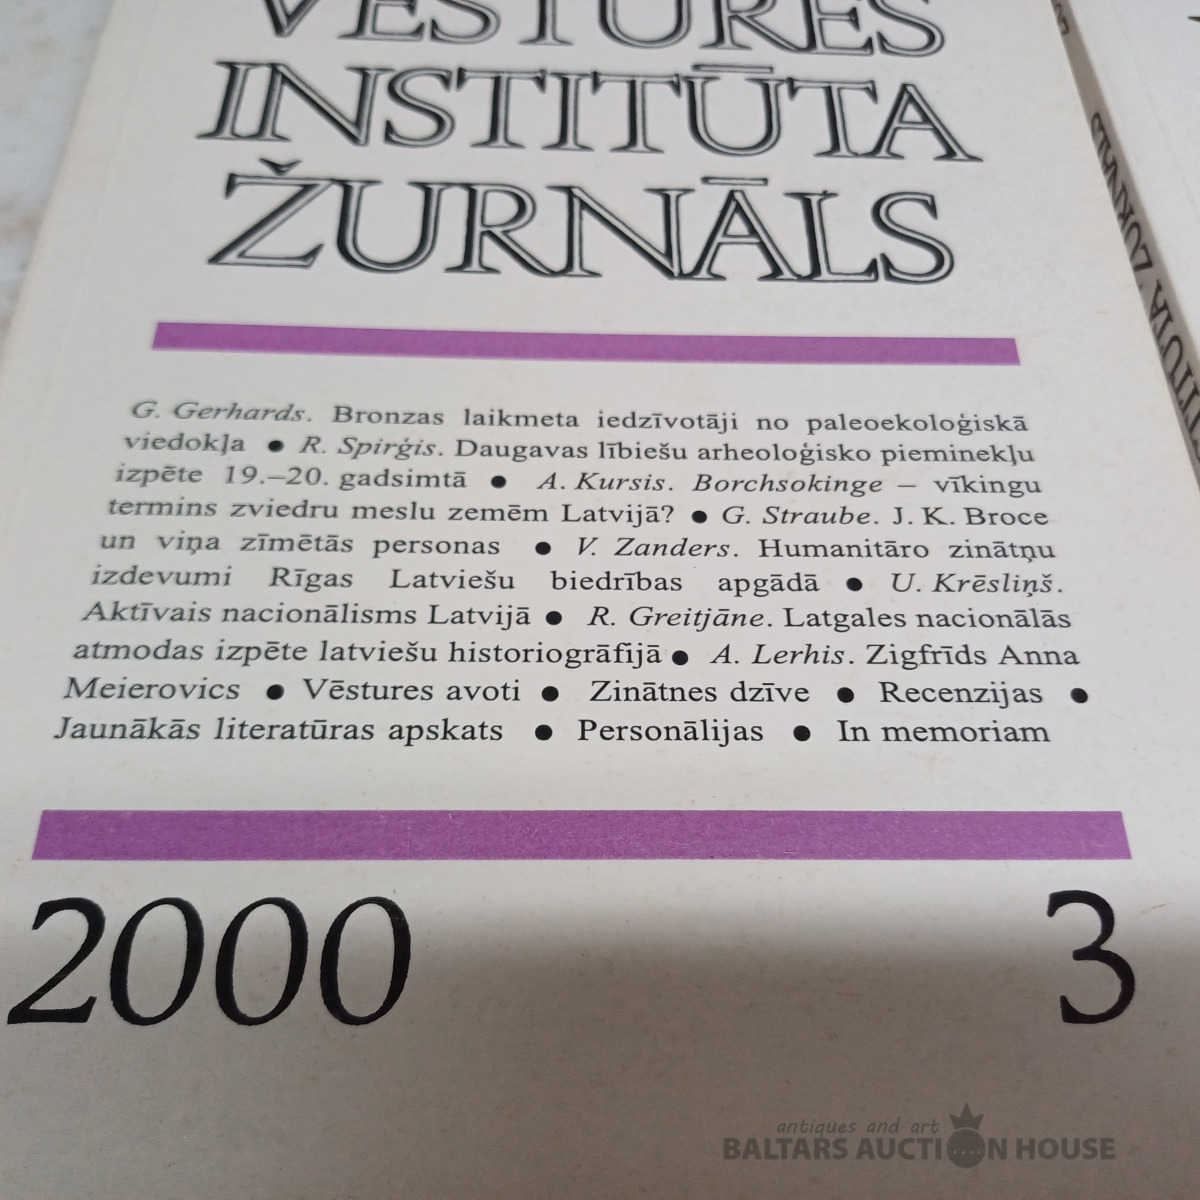 VĒSTURES
INSTITŪTA
ŽURNĀLS
G. Gerhards. Bronzas laikmeta iedzīvotāji no paleoekoloģiskā
viedokļa ● R. Spirģis. Daugavas lībiešu arheoloģisko pieminekļu
izpēte 19.–20. gadsimtā ● A. Kursis. Borchsokinge – vīkingu
termins zviedru meslu zemēm Latvijā? ● G. Straube. J. K. Broce
un viņa zīmētās personas ● V. Zanders. Humanitāro zinātņu
izdevumi Rīgas Latviešu biedrības apgādā ● U. Krēsliņš.
Aktīvais nacionālisms Latvijā ● R. Greitjāne. Latgales nacionālās
atmodas izpēte latviešu historiogrāfijā ● A. Lerhis. Zigfrīds Anna
Meierovics ● Vēstures avoti ● Zinātnes dzīve ● Recenzijas ●
Jaunākās literatūras apskats ● Personālijas ● In memoriam
2000 3
ŽURNĀLS
antiques and art
BALTARS AUCTION HOUSE